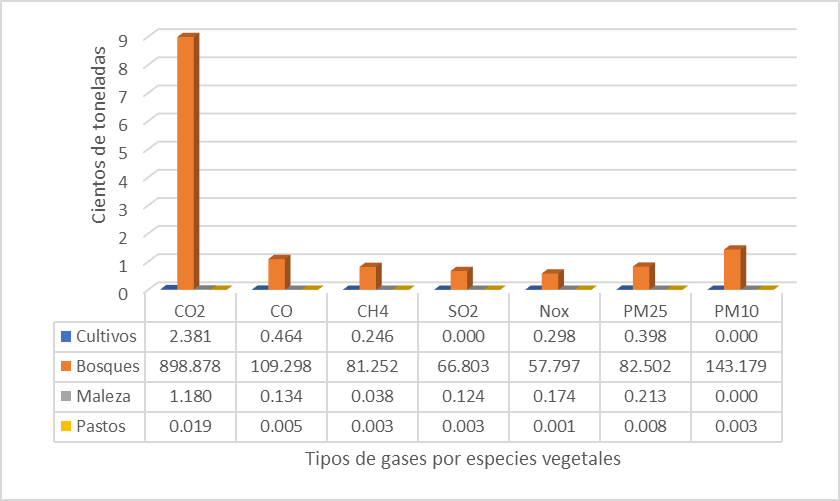 Cientos de toneladas
9
8
7
6
5
4
3
2
1
0
CO2 CO CH4 SO2 Nox PM25 PM10
Cultivos 2.381 0.464 0.246 0.000 0.298 0.398 0.000
Bosques 898.878 109.298 81.252 66.803 57.797 82.502 143.179
Maleza 1.180 0.134 0.038 0.124 0.174 0.213 0.000
Pastos 0.019 0.005 0.003 0.003 0.001 0.008 0.003
Tipos de gases por especies vegetales